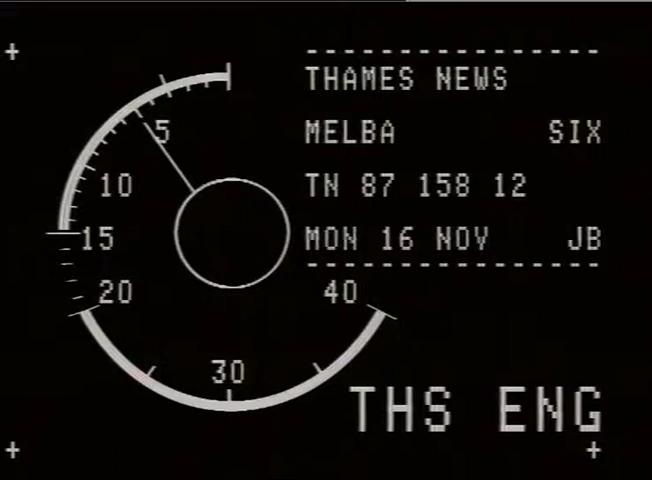 THAMES NEWS
MELBA SIX
TN 87 158 12
MON 16 NOV JB
5
10
15
20
30
40
THS ENG